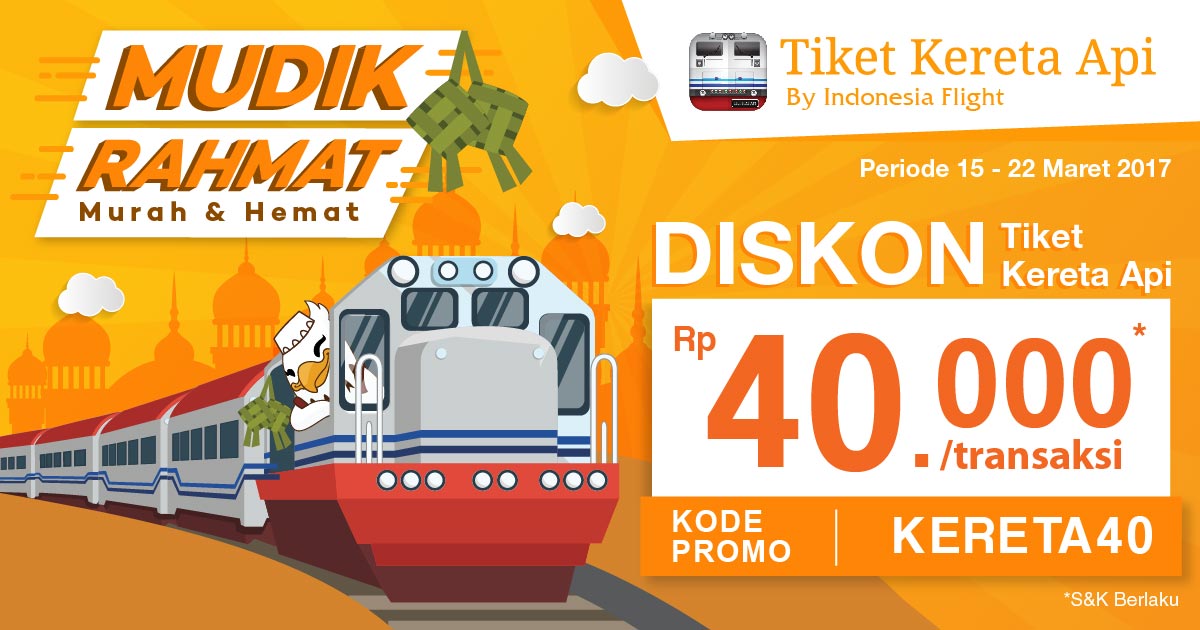 MUDIK
RAHMAT
Murah & Hemat
Tiket Kereta Api
By Indonesia Flight
Periode 15 - 22 Maret 2017
DISKON Tiket
Kereta Api
Rp 40.000*
/transaksi
KODE
PROMO
KERETA40
*S&K Berlaku